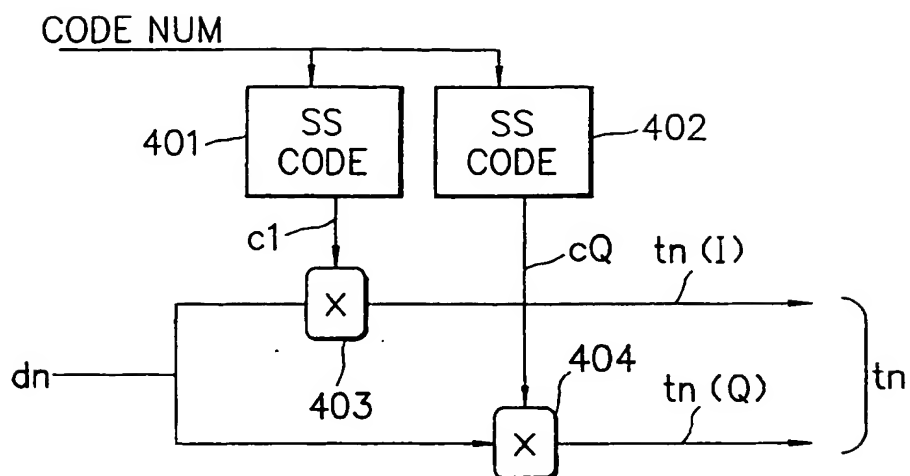 CODE NUM
SS
CODE
401
SS
CODE
402
c1
cQ
tn (I)
X
403
dn
404
tn
tn (Q)
X